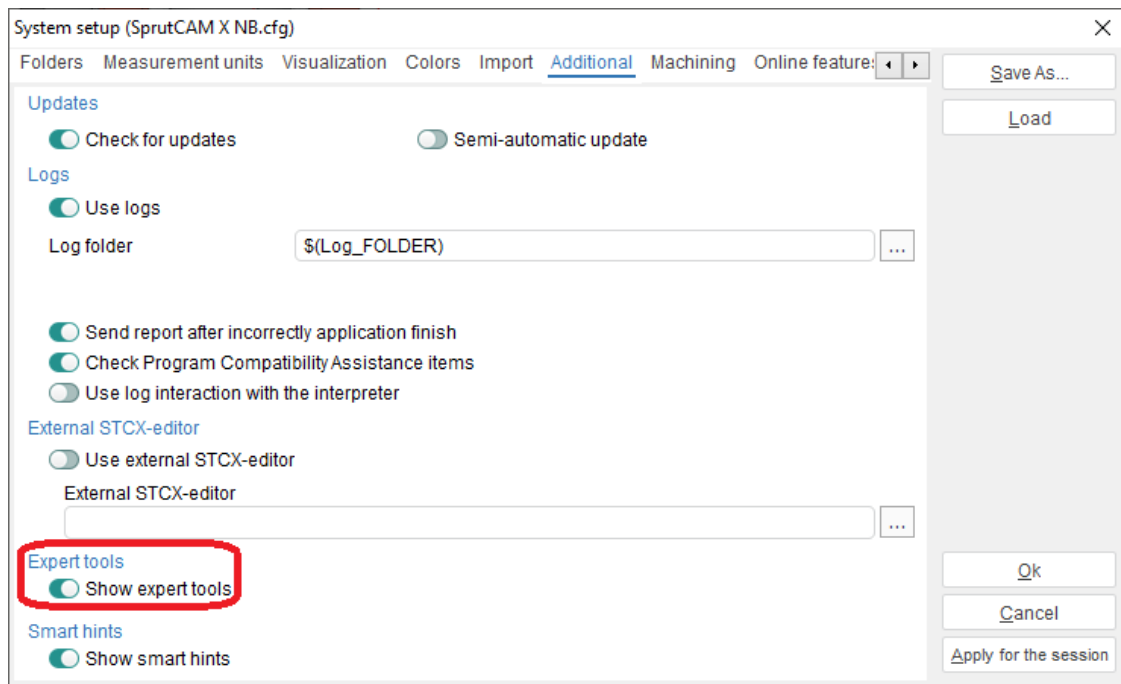 System setup (SprutCAM X NB.cfg)
Folders Measurement units Visualization Colors Import Additional Machining Online feature
Save As...
Load
Updates
Check for updates Semi-automatic update
Logs
Use logs
Log folder $(Log_FOLDER) ...
Send report after incorrectly application finish
Check Program Compatibility Assistance items
Use log interaction with the interpreter
External STCX-editor
Use external STCX-editor
External STCX-editor
...
Expert tools
Show expert tools
Smart hints
Show smart hints
Ok
Cancel
Apply for the session